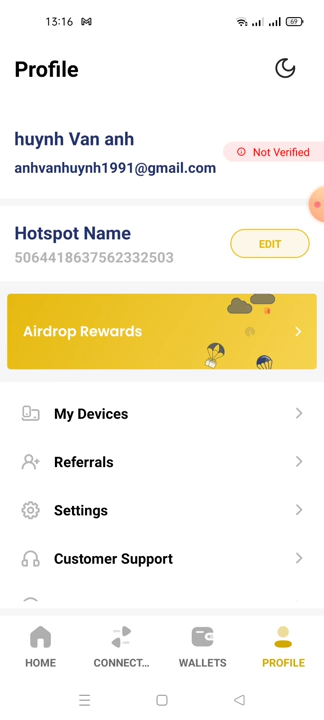 13:16
69
Profile
huynh Van anh
Not Verified
anhvanhuynh1991@gmail.com
Hotspot Name
5064418637562332503
EDIT
Airdrop Rewards
My Devices
Referrals
Settings
Customer Support
HOME
CONNECT...
WALLETS
PROFILE